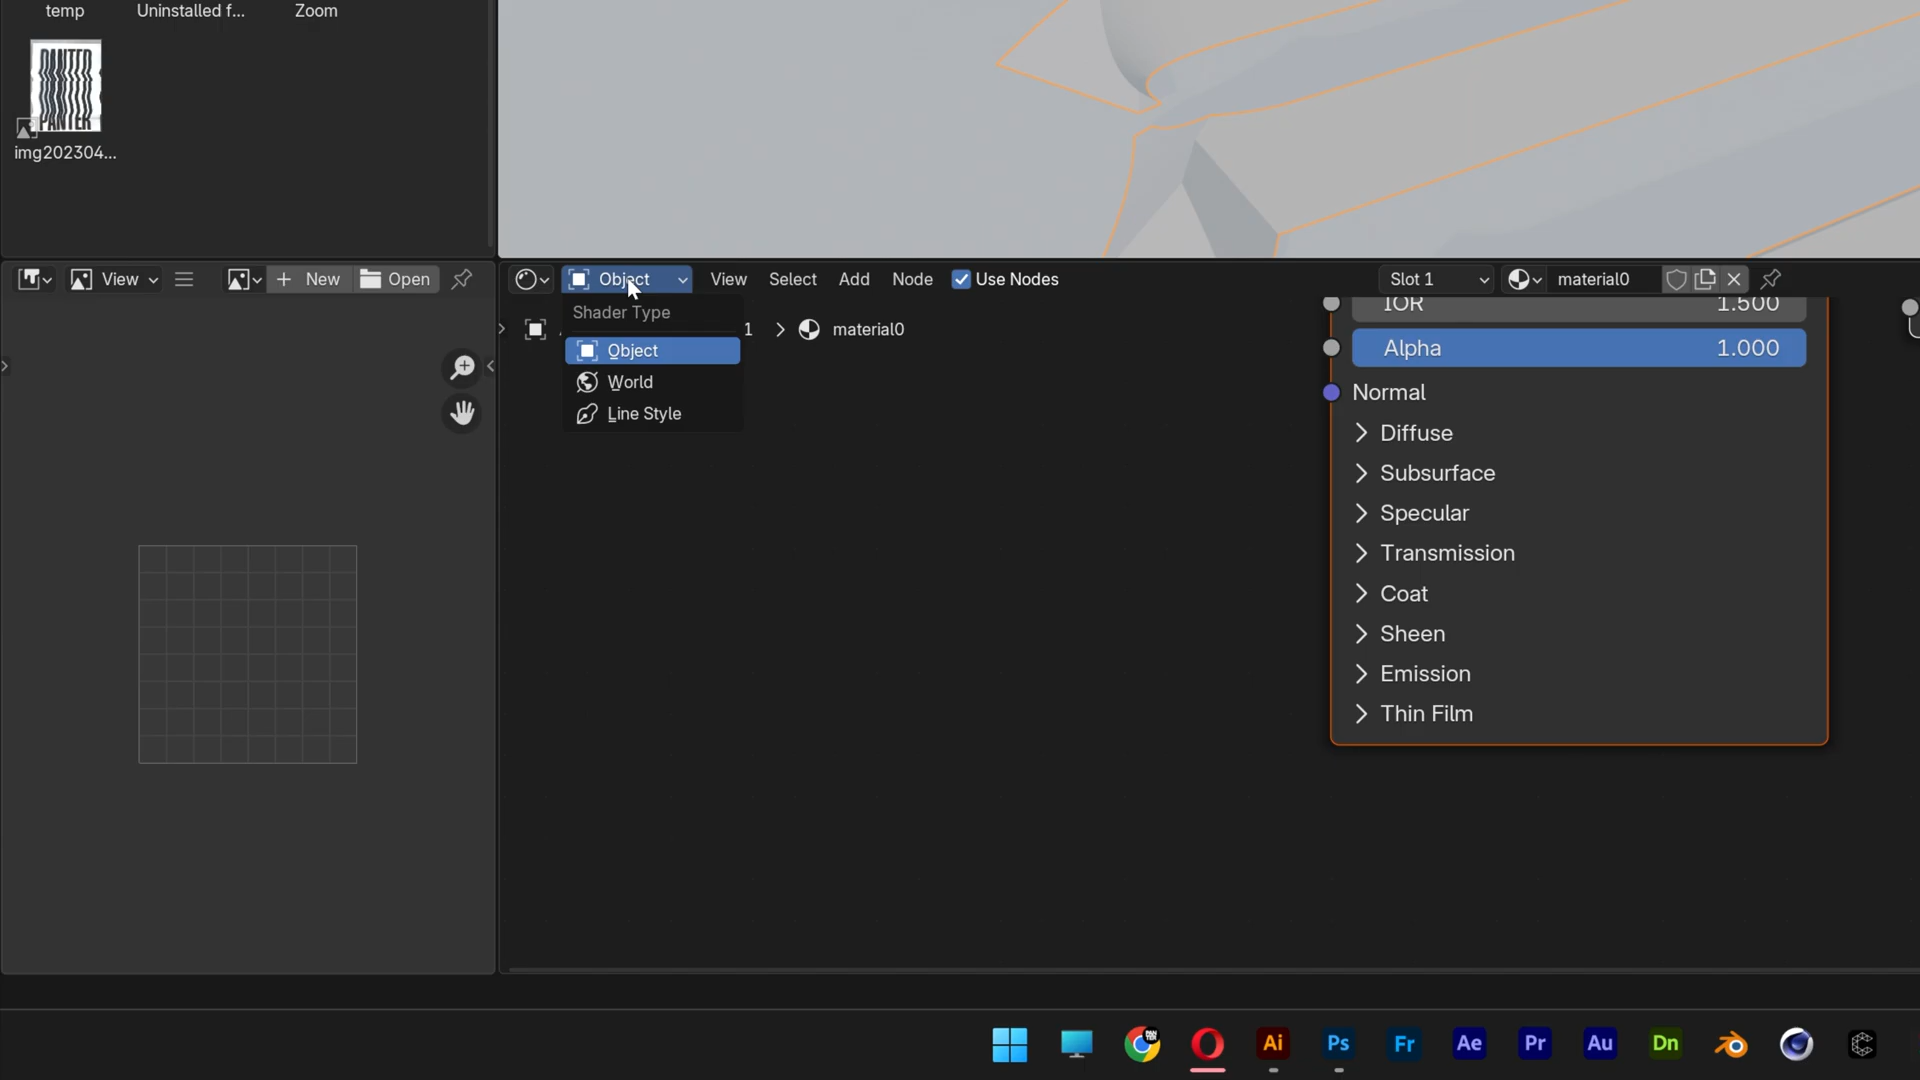 temp
Uninstalled f...
Zoom
PANTER
PANTER
img202304...
View
New
Open
Object
View
Select
Add
Node
Use Nodes
Slot 1
material0
Shader Type
Object
World
Line Style
1
material0
IOR 1.500
Alpha 1.000
Normal
Diffuse
Subsurface
Specular
Transmission
Coat
Sheen
Emission
Thin Film
Ai
Ps
Fr
Ae
Pr
Au
Dn